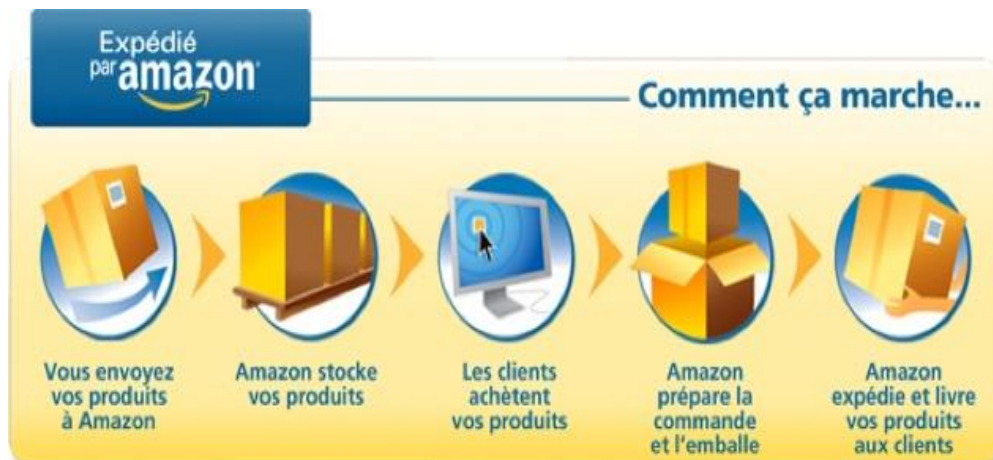 Expédié
par amazon
Comment ça marche...
Vous envoyez
vos produits
à Amazon
Amazon stocke
vos produits
Les clients
achètent
vos produits
Amazon
prépare la
commande
et l'emballe
Amazon
expédie et livre
vos produits
aux clients